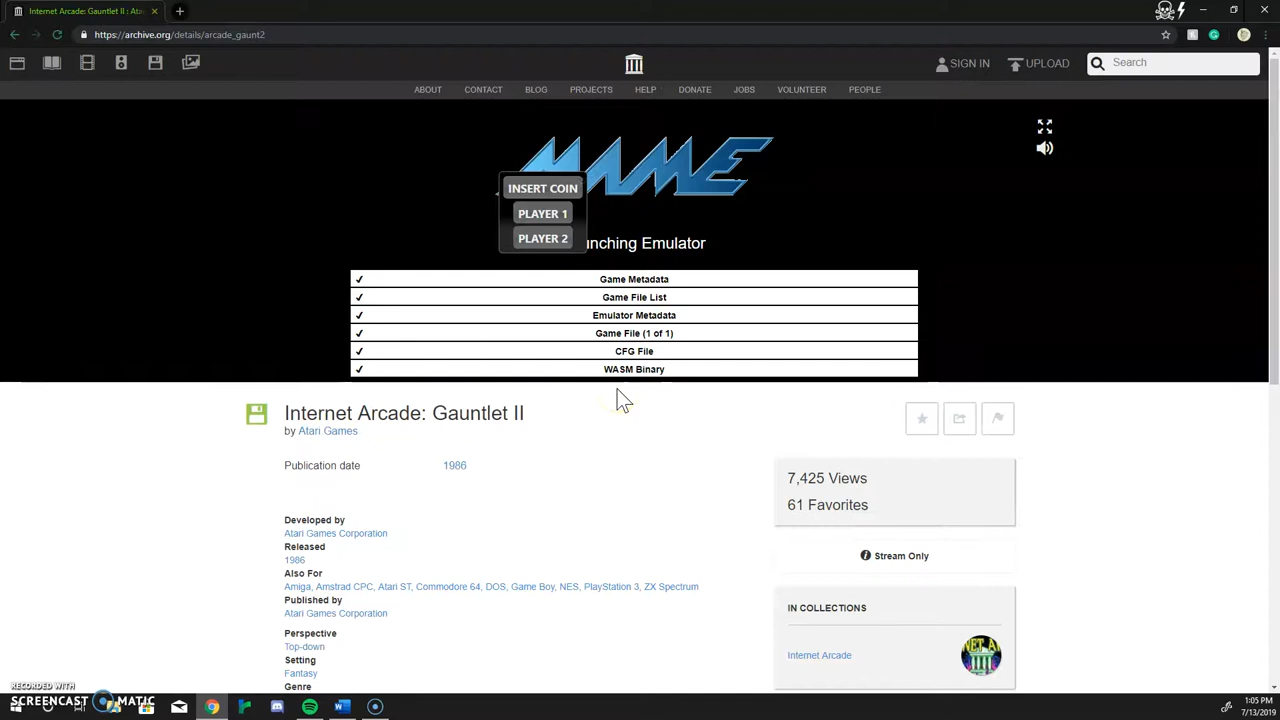 Internet Arcade: Gauntlet II : Ata
https://archive.org/details/arcade_gaunt2
SIGN IN
UPLOAD
Search
ABOUT
CONTACT
BLOG
PROJECTS
HELP
DONATE
JOBS
VOLUNTEER
PEOPLE
MAME
INSERT COIN
PLAYER 1
PLAYER 2
unching Emulator
✔ Game Metadata
✔ Game File List
✔ Emulator Metadata
✔ Game File (1 of 1)
✔ CFG File
✔ WASM Binary
Internet Arcade: Gauntlet II
by Atari Games
Publication date 1986
7,425 Views
61 Favorites
Developed by
Atari Games Corporation
Released
1986
Also For
Amiga, Amstrad CPC, Atari ST, Commodore 64, DOS, Game Boy, NES, PlayStation 3, ZX Spectrum
Published by
Atari Games Corporation
Perspective
Top-down
Setting
Fantasy
Genre
Stream Only
IN COLLECTIONS
Internet Arcade
RECORDED WITH
SCREENCAST MATIC
1:05 PM
7/13/2019